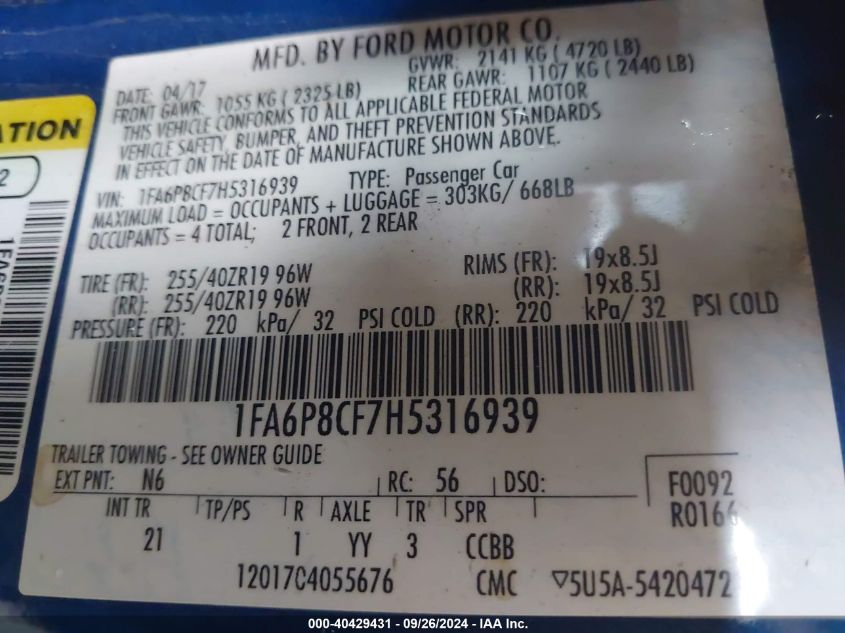 MFD. BY FORD MOTOR CO.
DATE: 04/17 GVWR: 2141 KG ( 4720 LB)
FRONT GAWR: 1055 KG ( 2325 LB) REAR GAWR: 1107 KG ( 2440 LB)
THIS VEHICLE CONFORMS TO ALL APPLICABLE FEDERAL MOTOR
VEHICLE SAFETY, BUMPER, AND THEFT PREVENTION STANDARDS
IN EFFECT ON THE DATE OF MANUFACTURE SHOWN ABOVE.
VIN: 1FA6P8CF7H5316939 TYPE: Passenger Car
MAXIMUM LOAD = OCCUPANTS + LUGGAGE = 303KG/ 668LB
OCCUPANTS = 4 TOTAL; 2 FRONT, 2 REAR
TIRE (FR): 255/40ZR19 96W RIMS (FR): 19x8.5J
(RR): 255/40ZR19 96W (RR): 19x8.5J
PRESSURE (FR): 220 kPa/ 32 PSI COLD (RR): 220 kPa/ 32 PSI COLD
1FA6P8CF7H5316939
TRAILER TOWING - SEE OWNER GUIDE
EXT PNT: N6 RC: 56 DSO: F0092
INT TR TP/PS R AXLE TR SPR R0166
21 1 YY 3 CCBB
12017C4055676 CMC ▽5U5A-5420472
ATION
2
000-40429431 - 09/26/2024 - IAA Inc.